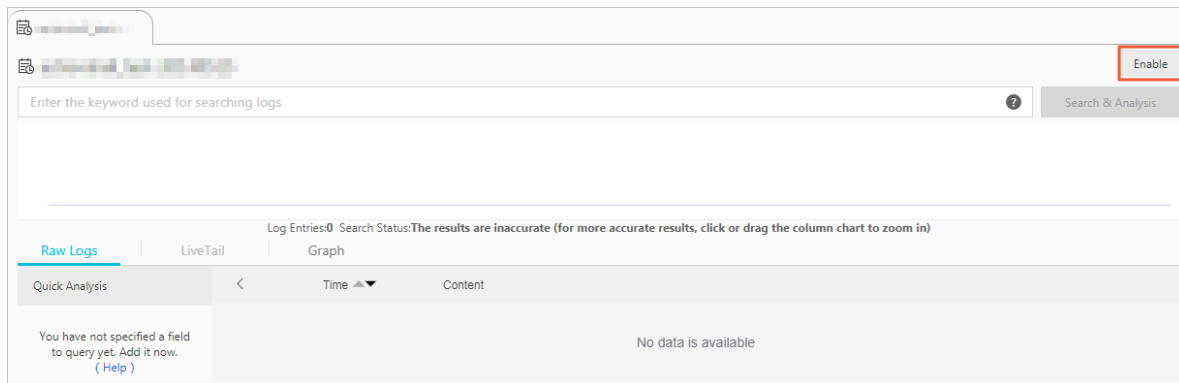 Enable
Enter the keyword used for searching logs
?
Search & Analysis
Log Entries:0 Search Status:The results are inaccurate (for more accurate results, click or drag the column chart to zoom in)
Raw Logs LiveTail Graph
Quick Analysis < Time Content
You have not specified a field
to query yet. Add it now.
( Help )
No data is available